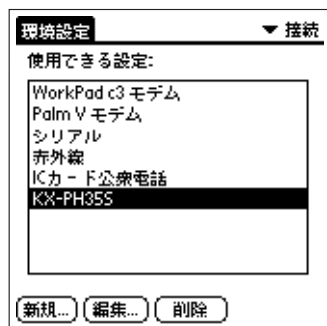 環境設定 ▼ 接続
使用できる設定:
WorkPad c3 モデム
Palm V モデム
シリアル
赤外線
ICカード公衆電話
KX-PH35S
新規... 編集... 削除